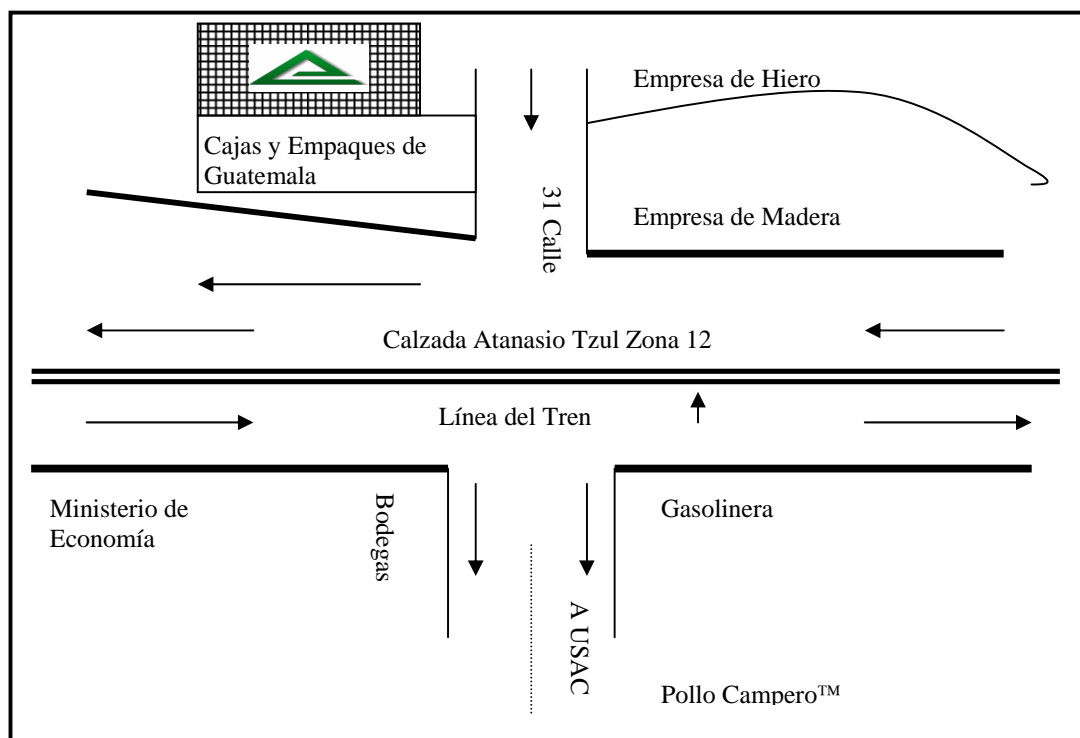 Empresa de Hiero
Cajas y Empaques de
Guatemala
31 Calle
Empresa de Madera
Calzada Atanasio Tzul Zona 12
Línea del Tren
Ministerio de
Economía
Bodegas
Gasolinera
A USAC
Pollo Campero™